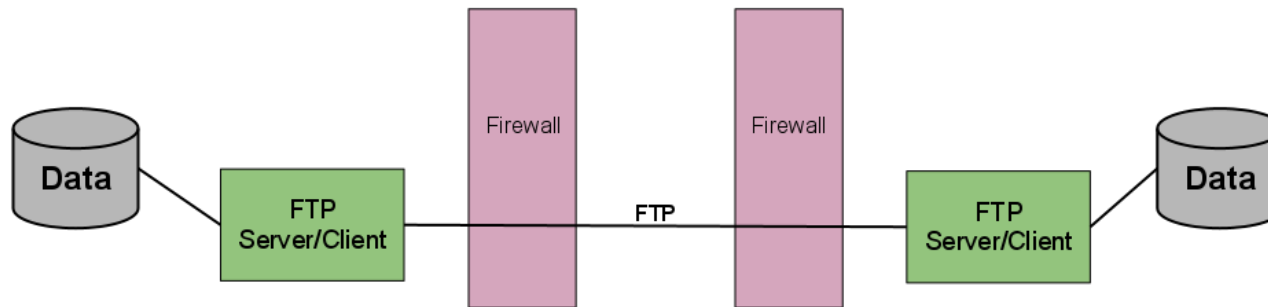 Firewall
Firewall
Data
Data
FTP
Server/Client
FTP
FTP
Server/Client